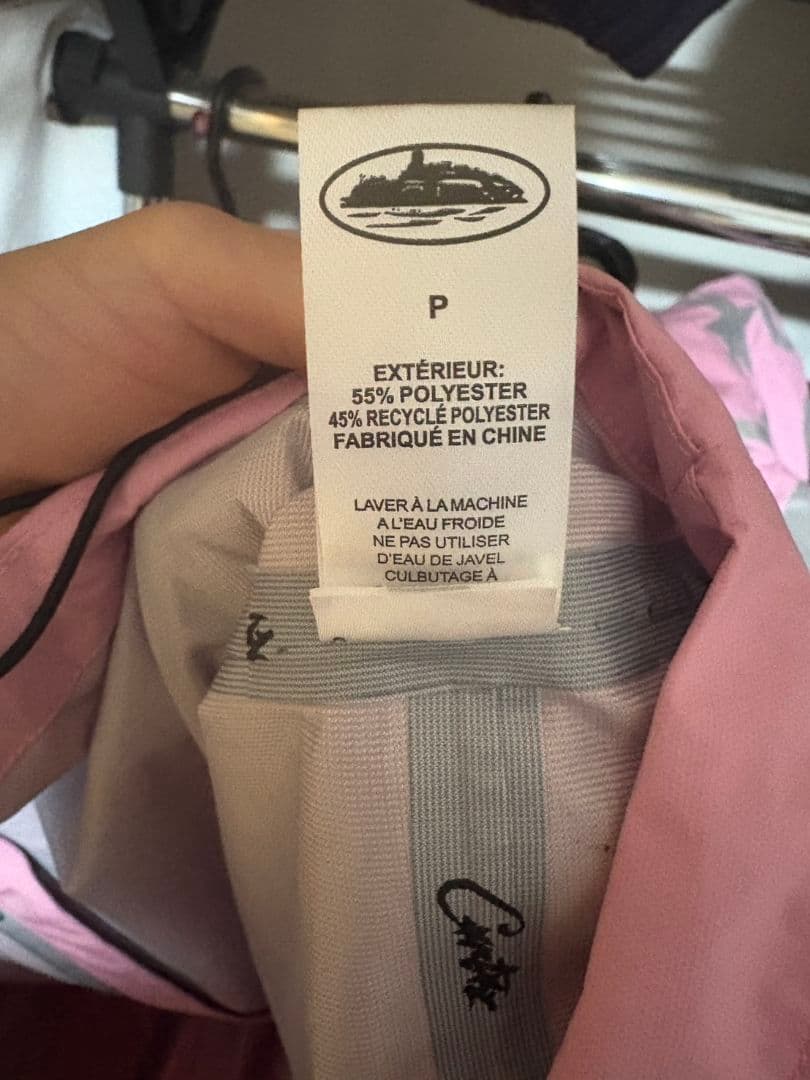 P
EXTÉRIEUR:
55% POLYESTER
45% RECYCLÉ POLYESTER
FABRIQUÉ EN CHINE
LAVER À LA MACHINE
A L'EAU FROIDE
NE PAS UTILISER
D'EAU DE JAVEL
CULBUTAGE À